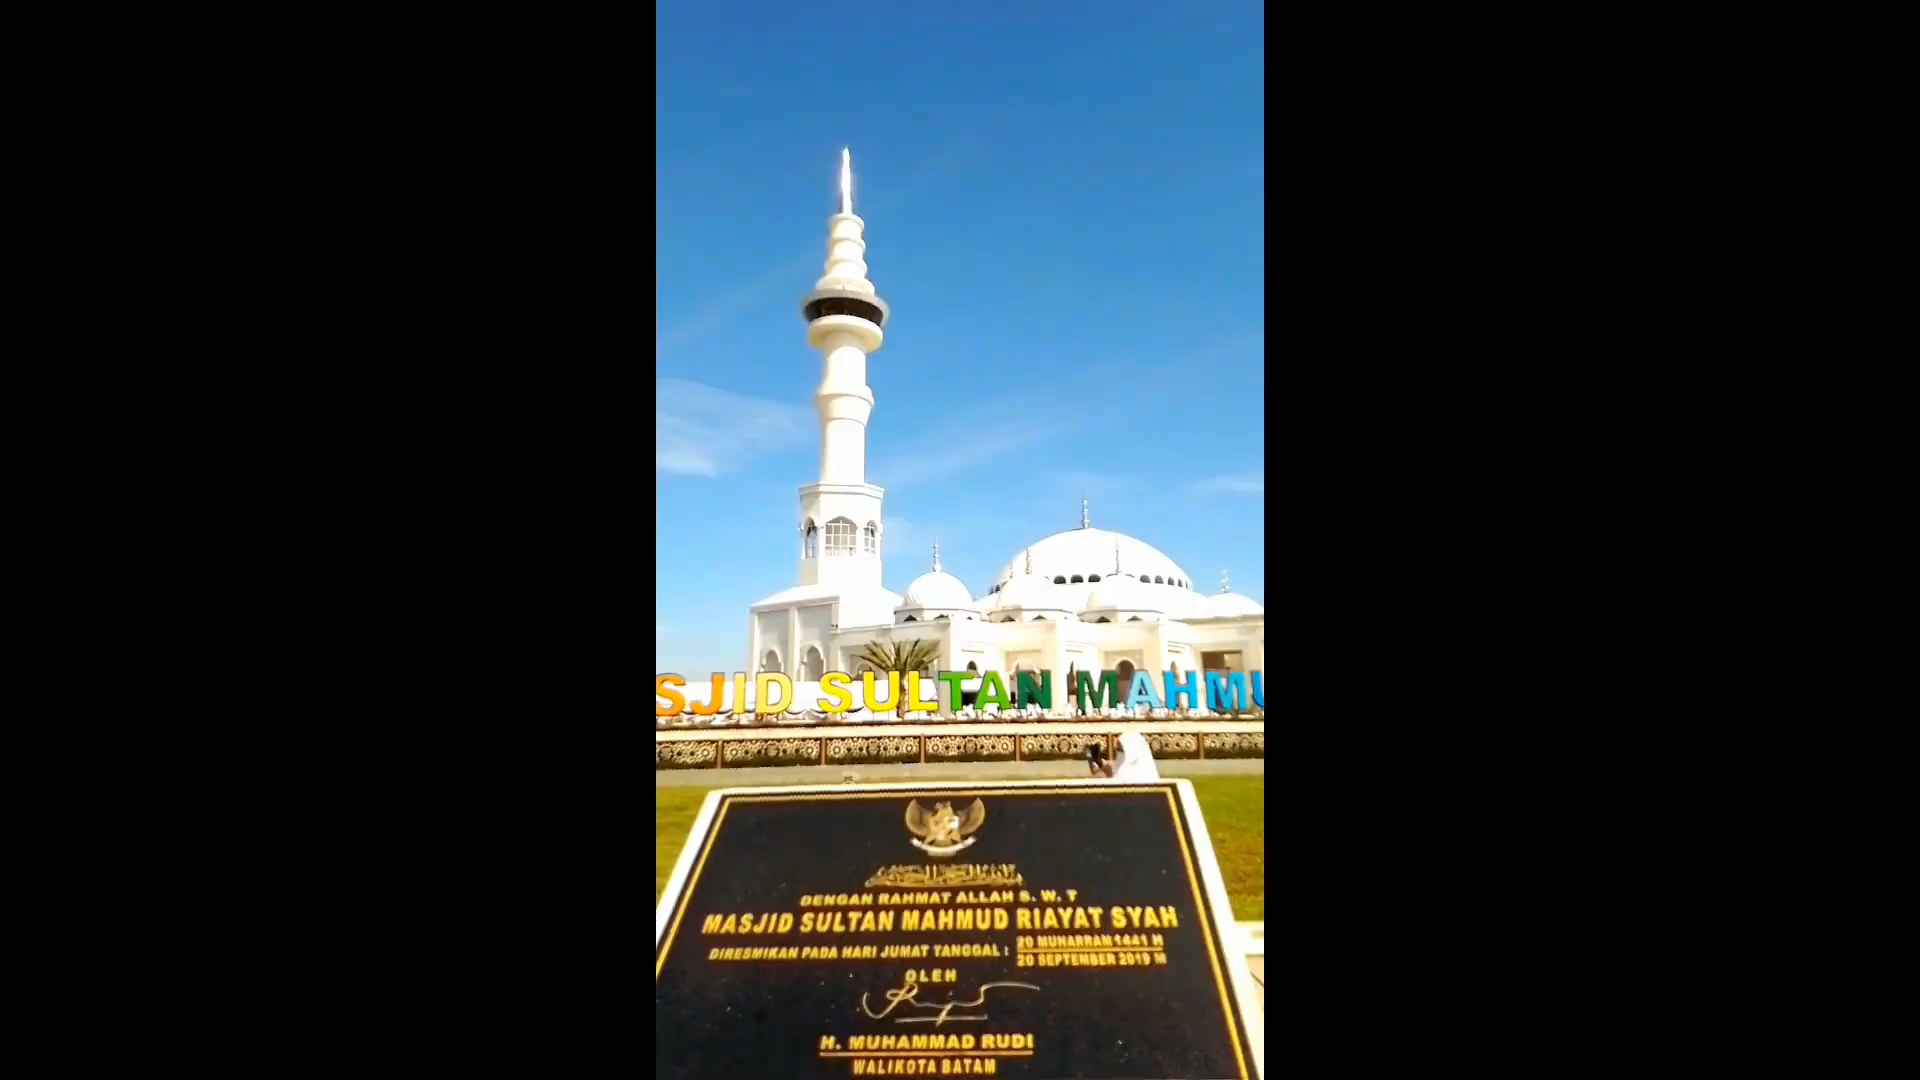 SJID SULTAN MAHMU
DENGAN RAHMAT ALLAH S. W. T
MASJID SULTAN MAHMUD RIAYAT SYAH
DIRESMIKAN PADA HARI JUMAT TANGGAL : 20 MUHARRAM 1441 H
20 SEPTEMBER 2019 M
OLEH
H. MUHAMMAD RUDI
WALIKOTA BATAM